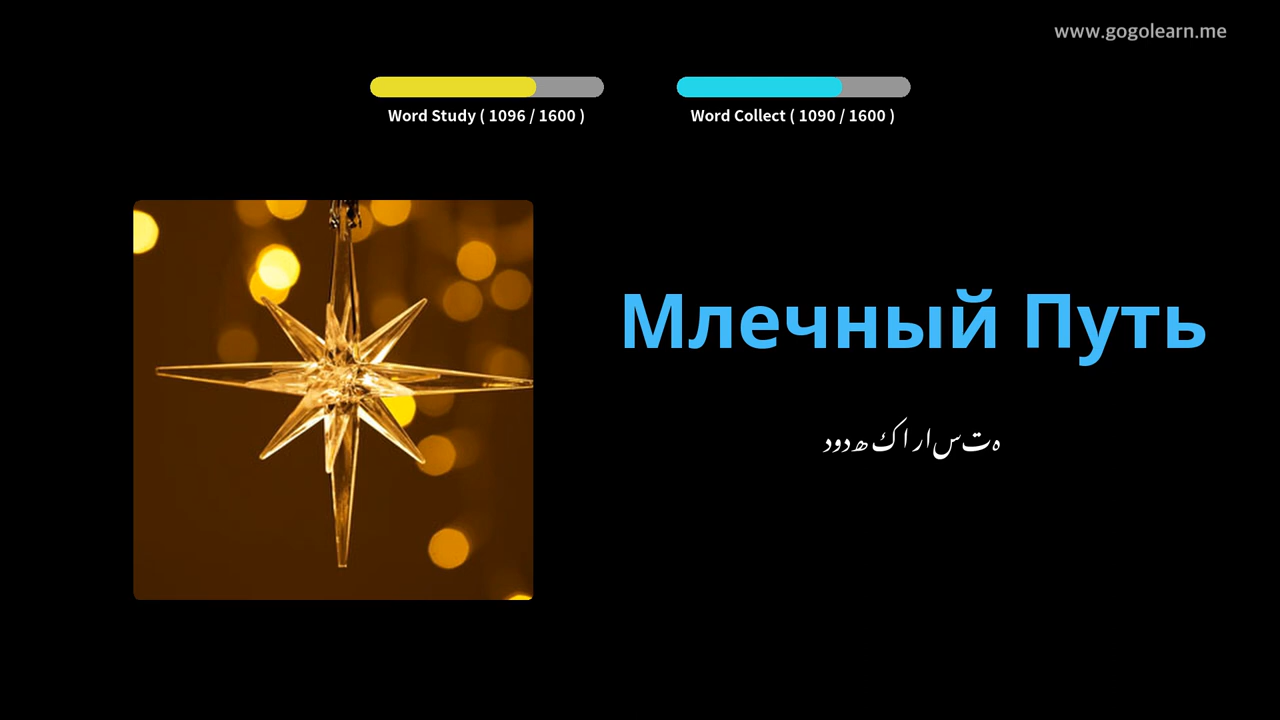 www.gogolearn.me
Word Study ( 1096 / 1600 )
Word Collect ( 1090 / 1600 )
Млечный Путь
دودھ کا راستہ